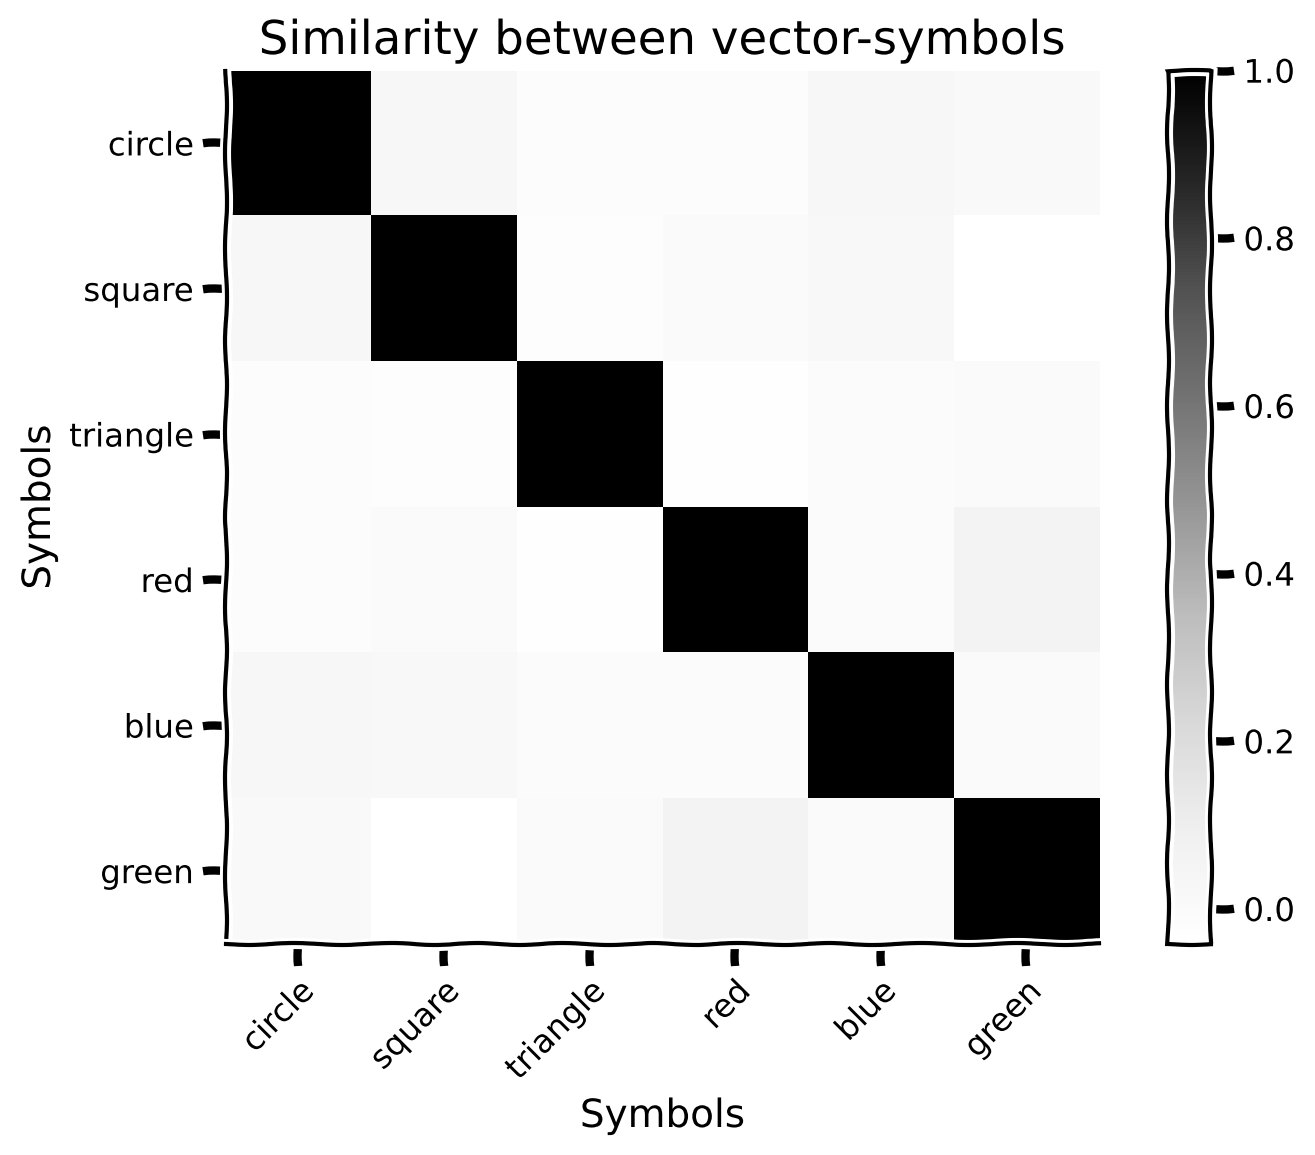 Similarity between vector-symbols
circle
square
triangle
red
blue
green
Symbols
circle
square
triangle
red
blue
green
Symbols
1.0
0.8
0.6
0.4
0.2
0.0